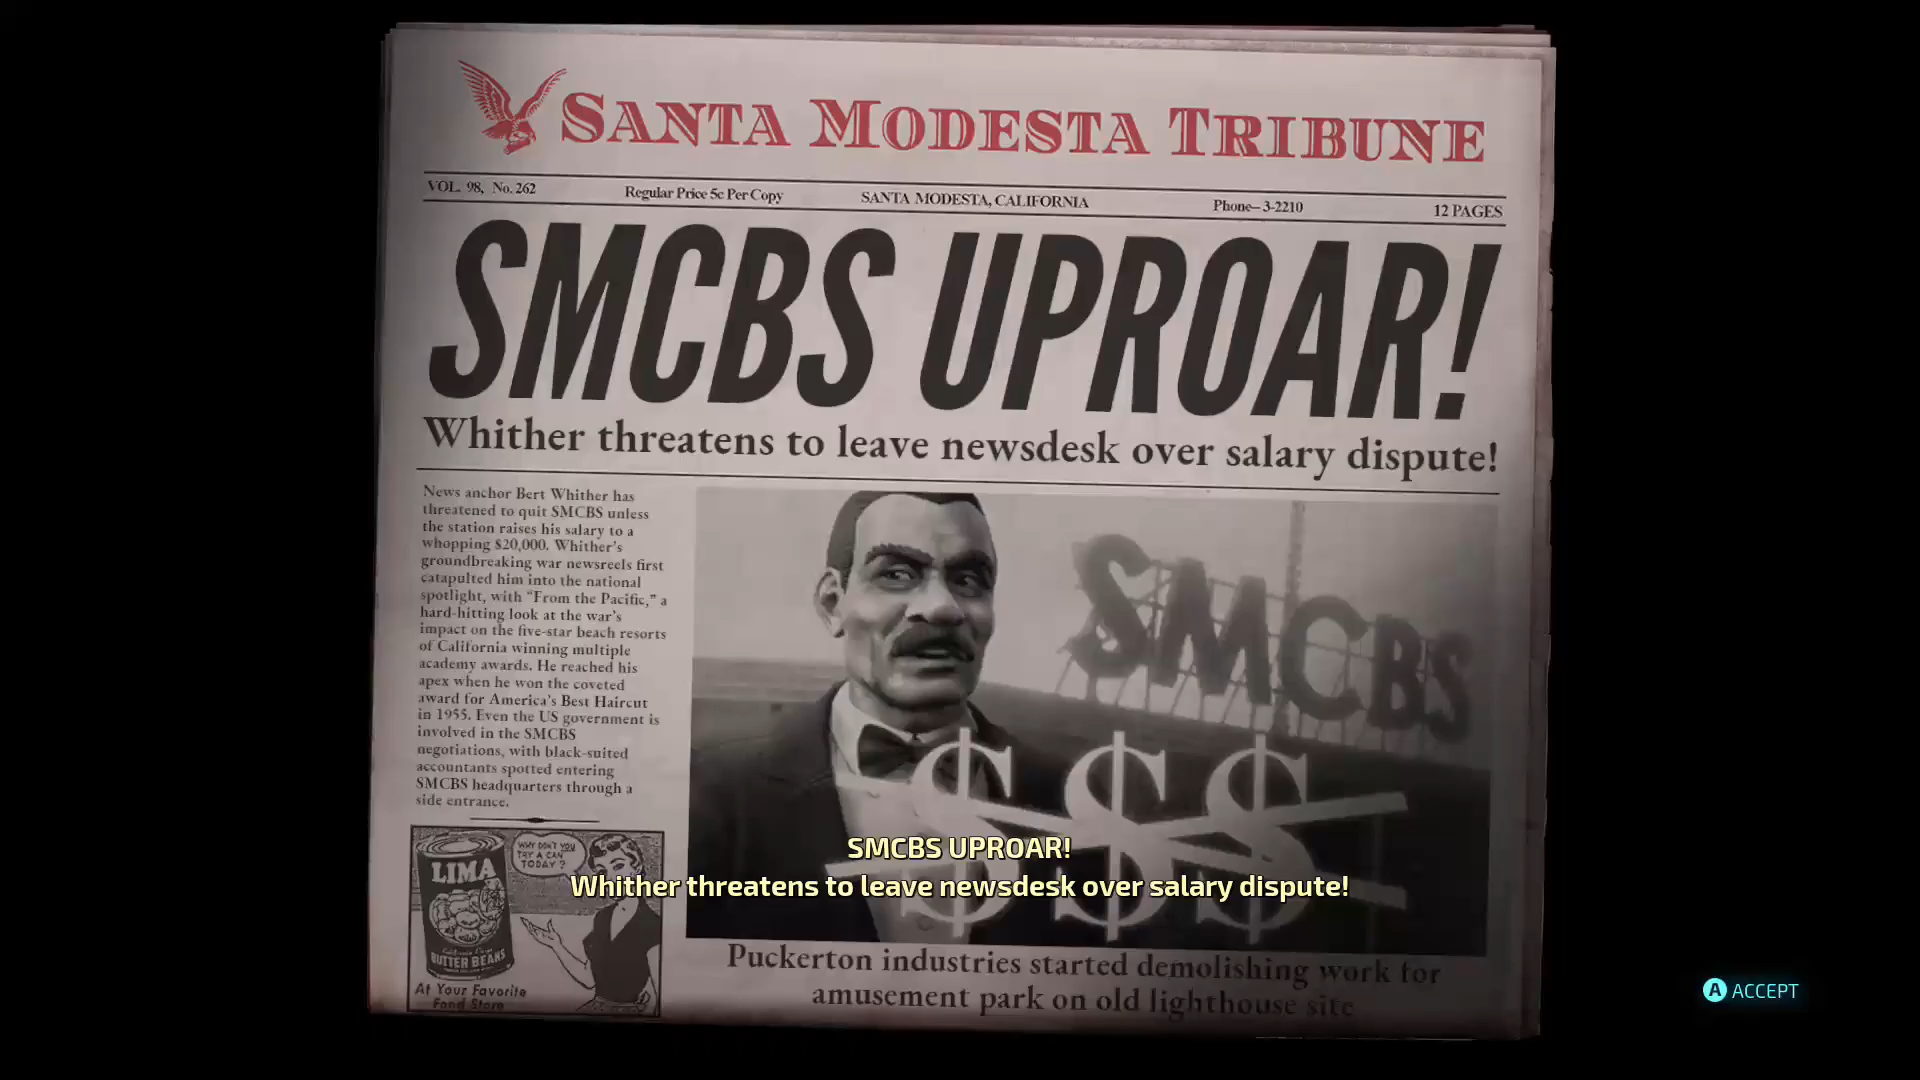 SANTA MODESTA TRIBUNE
VOL. 98, No. 262 Regular Price 5c Per Copy SANTA MODESTA, CALIFORNIA Phone–3-2210 12 PAGES
SMCBS UPROAR!
Whither threatens to leave newsdesk over salary dispute!
News anchor Bert Whither has
threatened to quit SMCBS unless
the station raises his salary to a
whopping $20,000. Whither's
groundbreaking war newsreels first
catapulted him into the national
spotlight, with "From the Pacific," a
hard-hitting look at the war's
impact on the five-star beach resorts
of California winning multiple
academy awards. He reached his
apex when he won the coveted
award for America's Best Haircut
in 1955. Even the US government is
involved in the SMCBS
negotiations, with black-suited
accountants spotted entering
SMCBS headquarters through a
side entrance.
WHY DON'T YOU
TRY A CAN
TODAY?
LIMA
BUTTER BEANS
At Your Favorite
Food Store
SMCBS
$$$
SMCBS UPROAR!
Whither threatens to leave newsdesk over salary dispute!
Puckerton industries started demolishing work for
amusement park on old lighthouse site
A ACCEPT